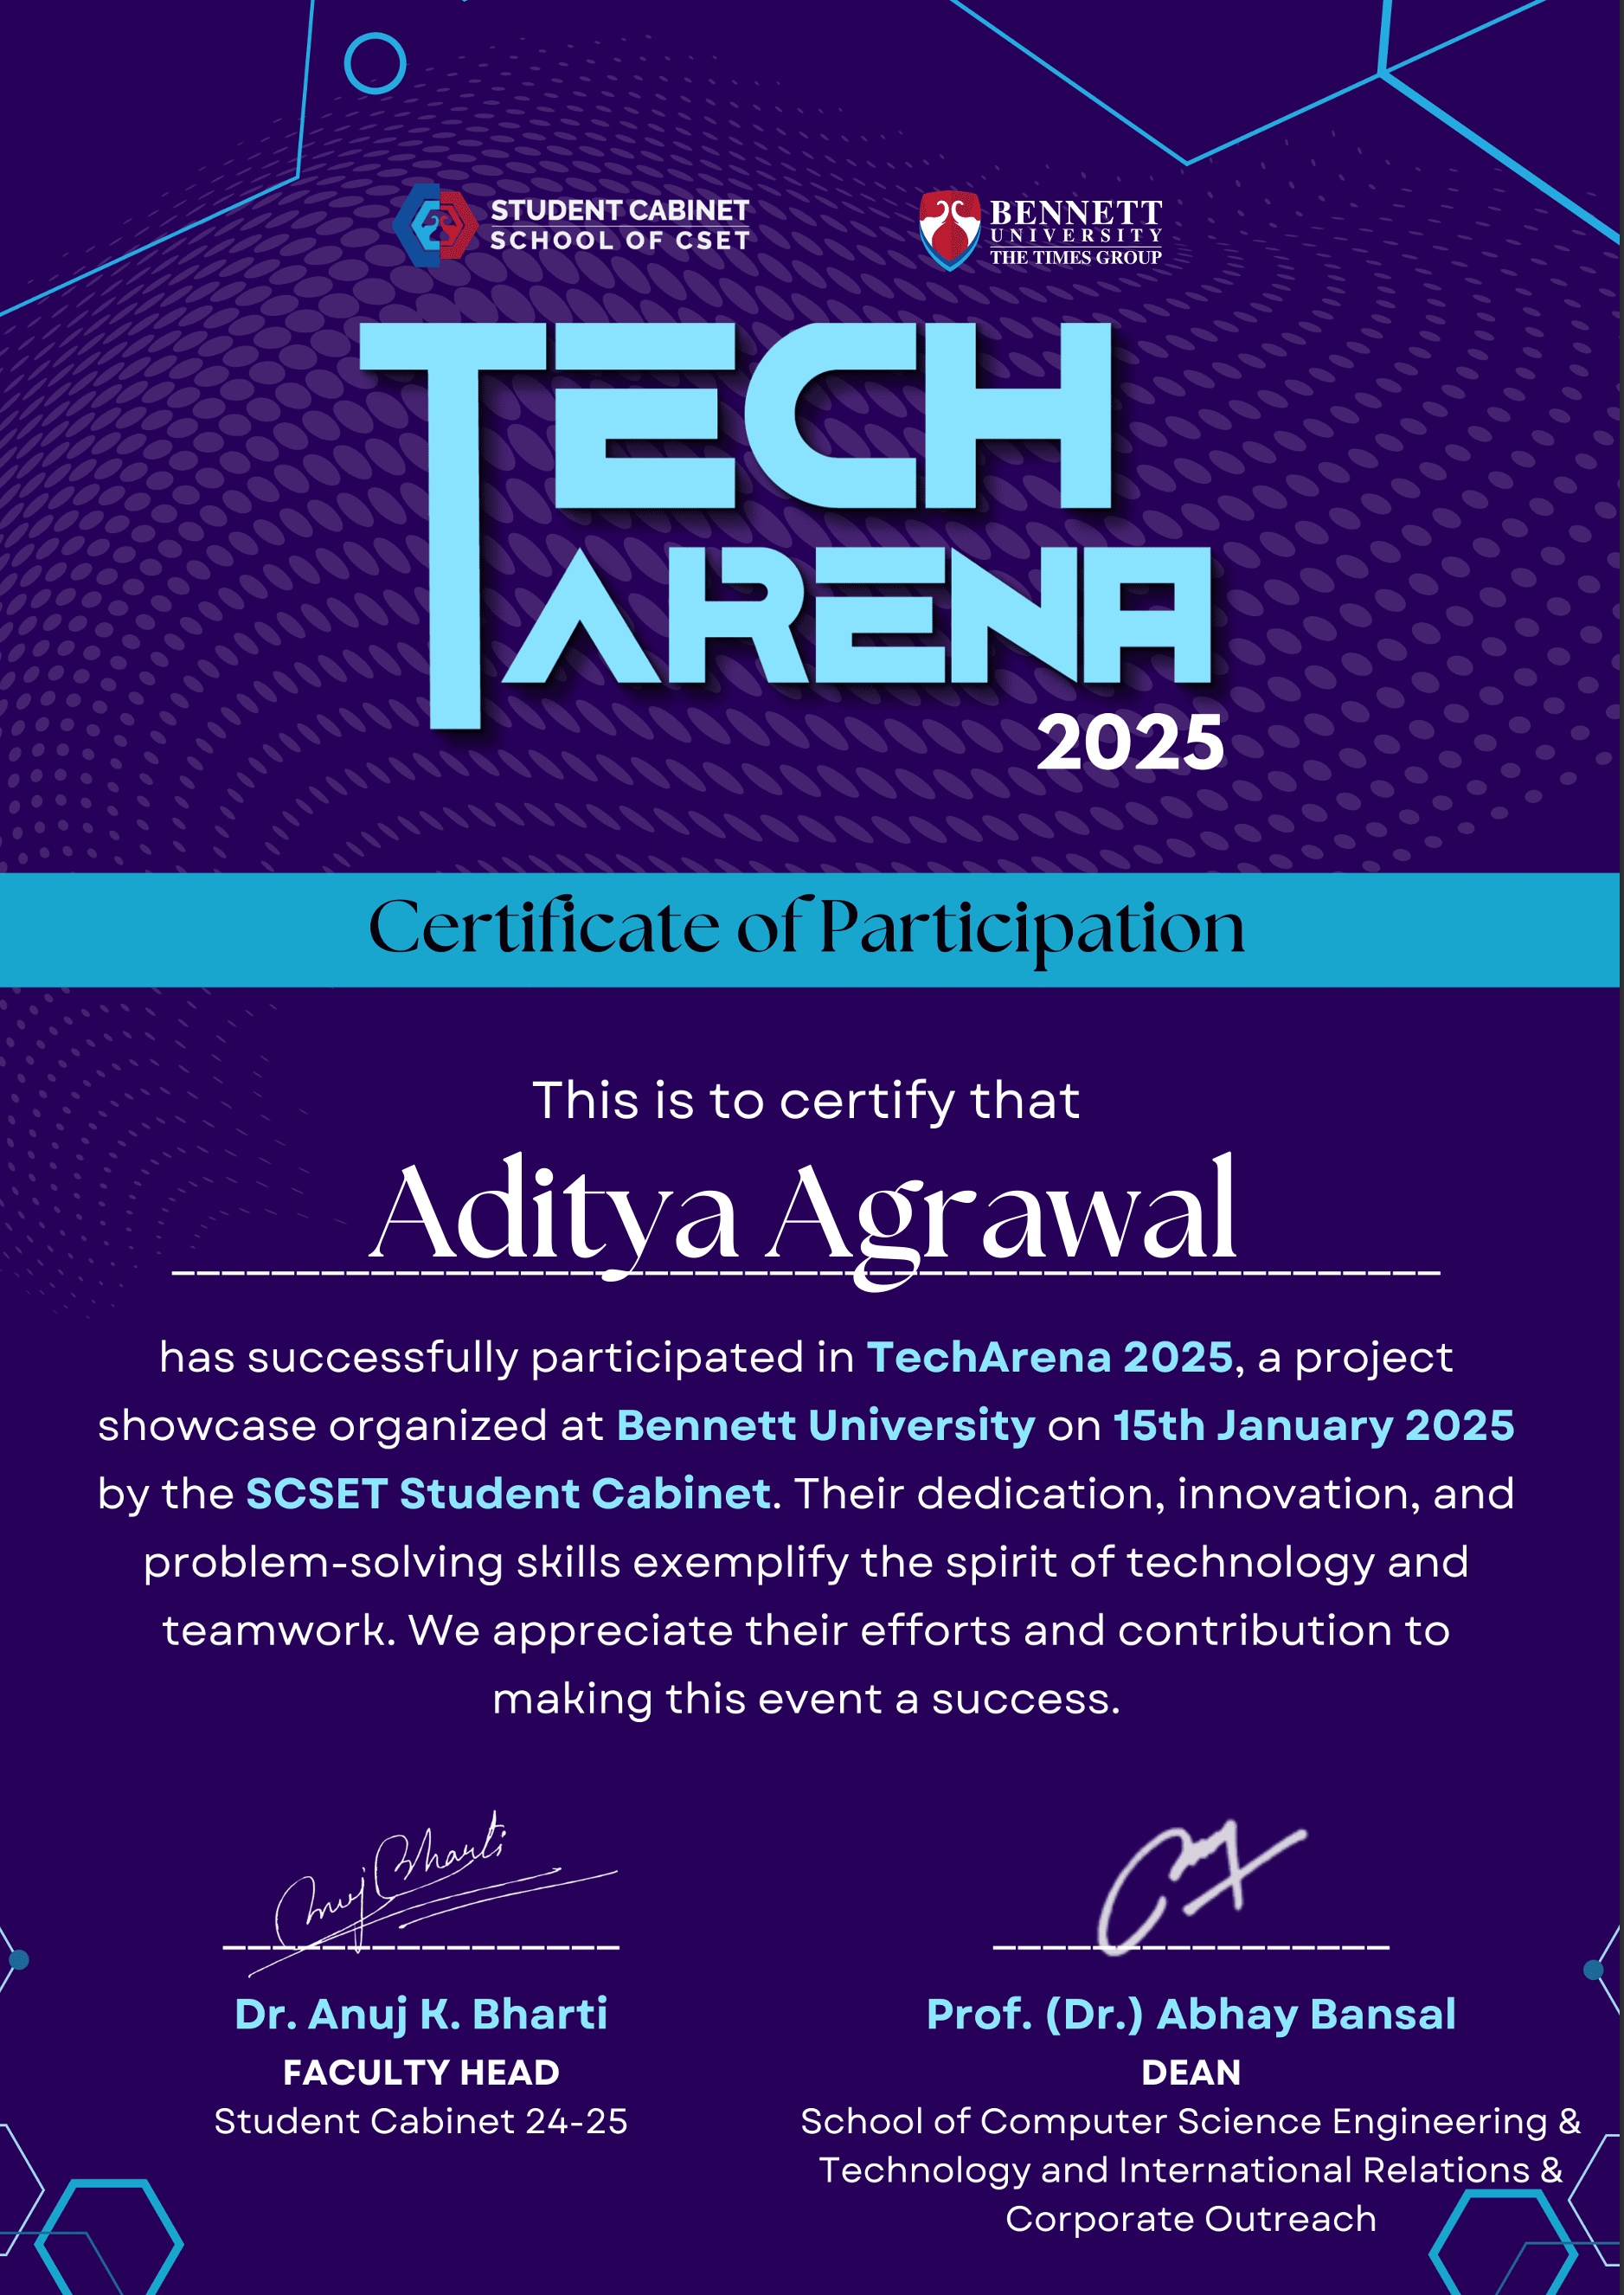 STUDENT CABINET
SCHOOL OF CSET
BENNETT
UNIVERSITY
THE TIMES GROUP
TECH
ARENA
2025
Certificate of Participation
This is to certify that
Aditya Agrawal
has successfully participated in TechArena 2025, a project
showcase organized at Bennett University on 15th January 2025
by the SCSET Student Cabinet. Their dedication, innovation, and
problem-solving skills exemplify the spirit of technology and
teamwork. We appreciate their efforts and contribution to
making this event a success.
Anuj Bharti
Dr. Anuj K. Bharti
FACULTY HEAD
Student Cabinet 24-25
Prof. (Dr.) Abhay Bansal
DEAN
School of Computer Science Engineering &
Technology and International Relations &
Corporate Outreach